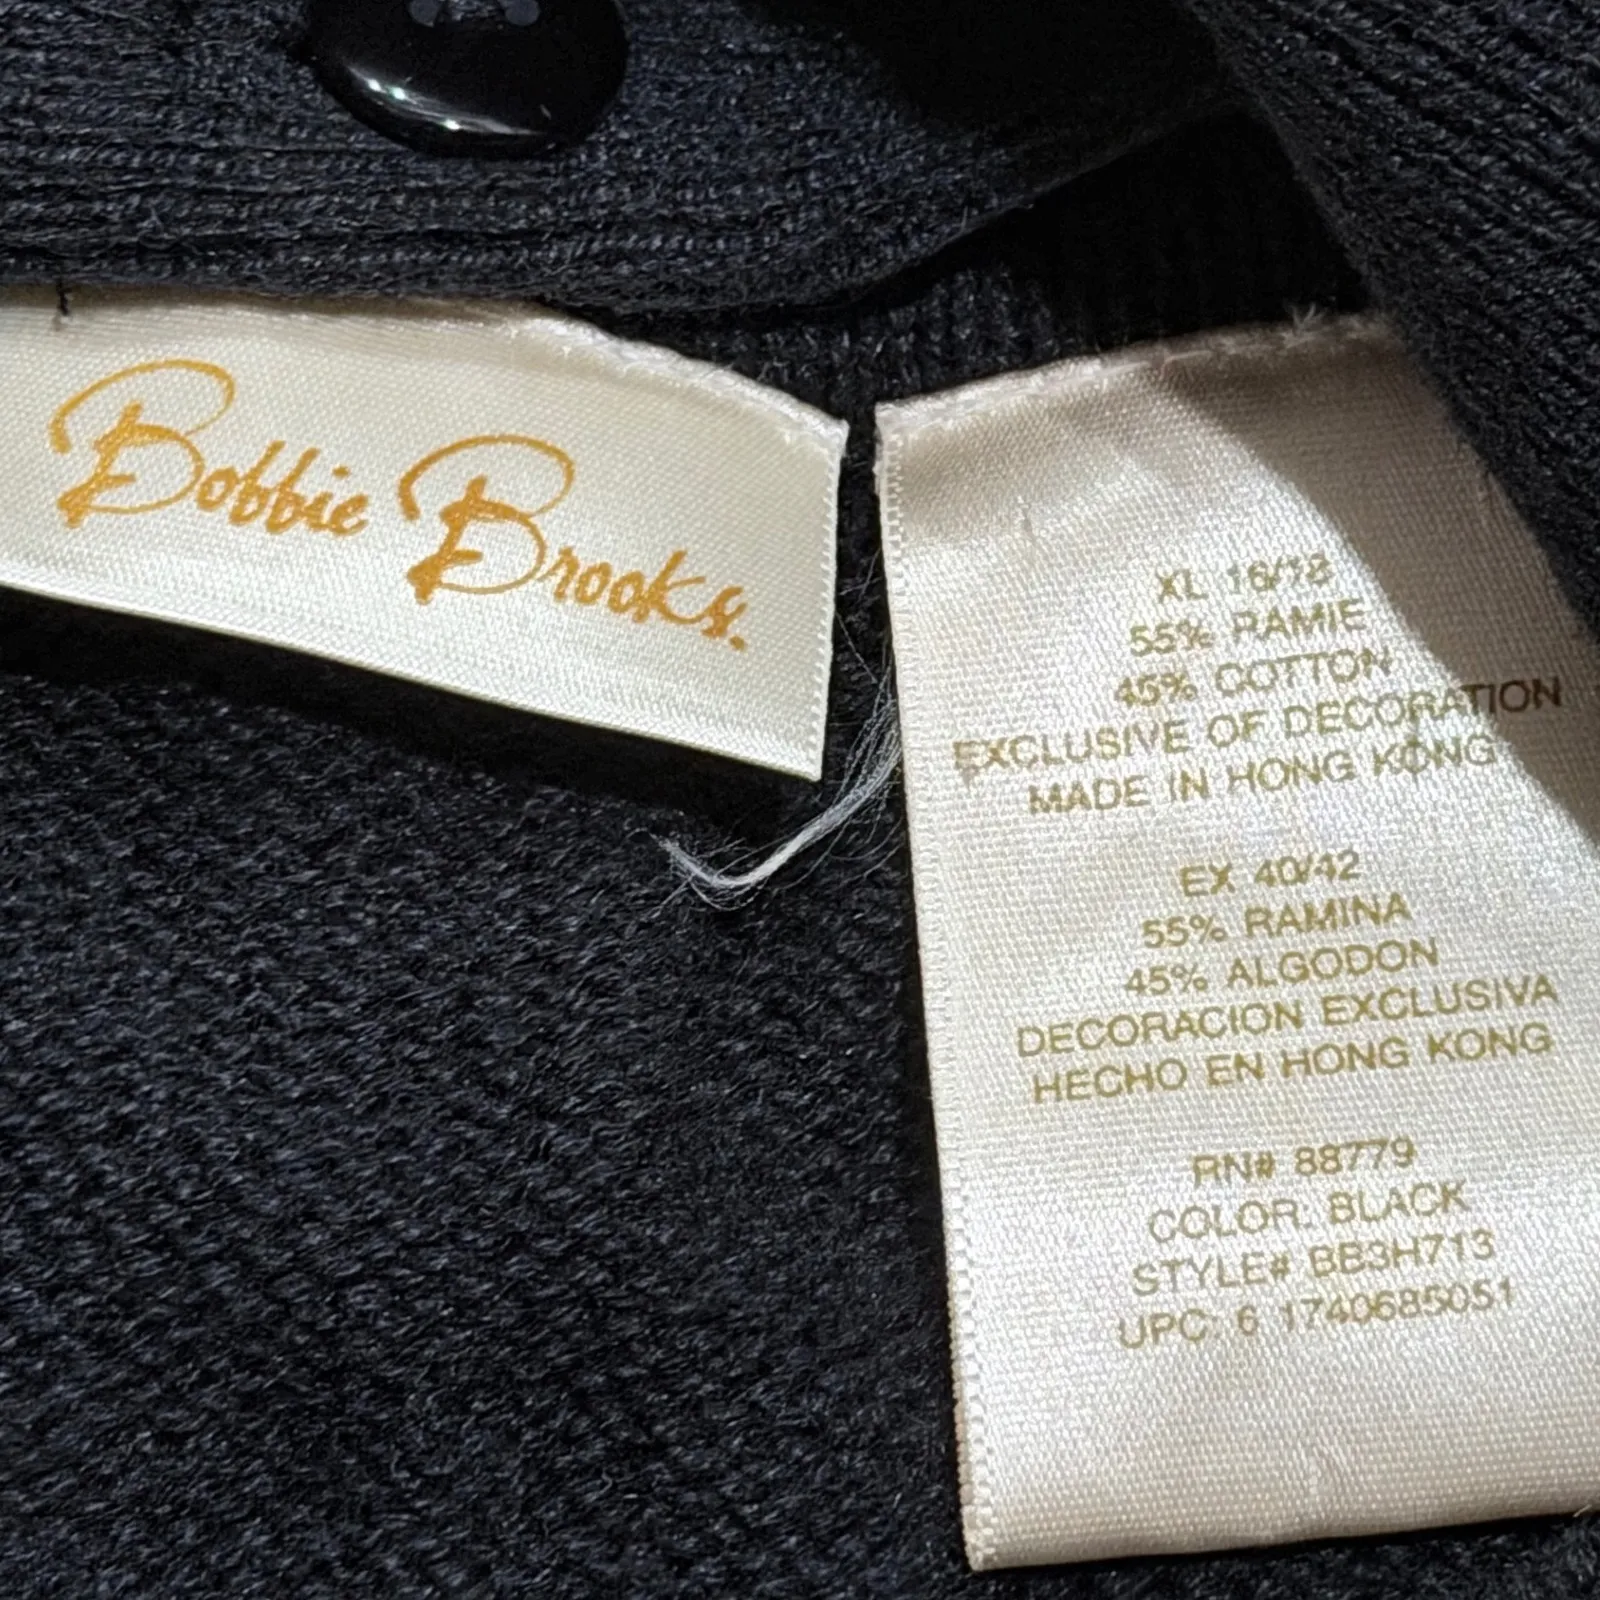 Bobbie Brooks.
XL 16/18
55% RAMIE
45% COTTON
EXCLUSIVE OF DECORATION
MADE IN HONG KONG
EX 40/42
55% RAMINA
45% ALGODON
DECORACION EXCLUSIVA
HECHO EN HONG KONG
RN# 88779
COLOR: BLACK
STYLE# BB3H713
UPC: 6 1740685051